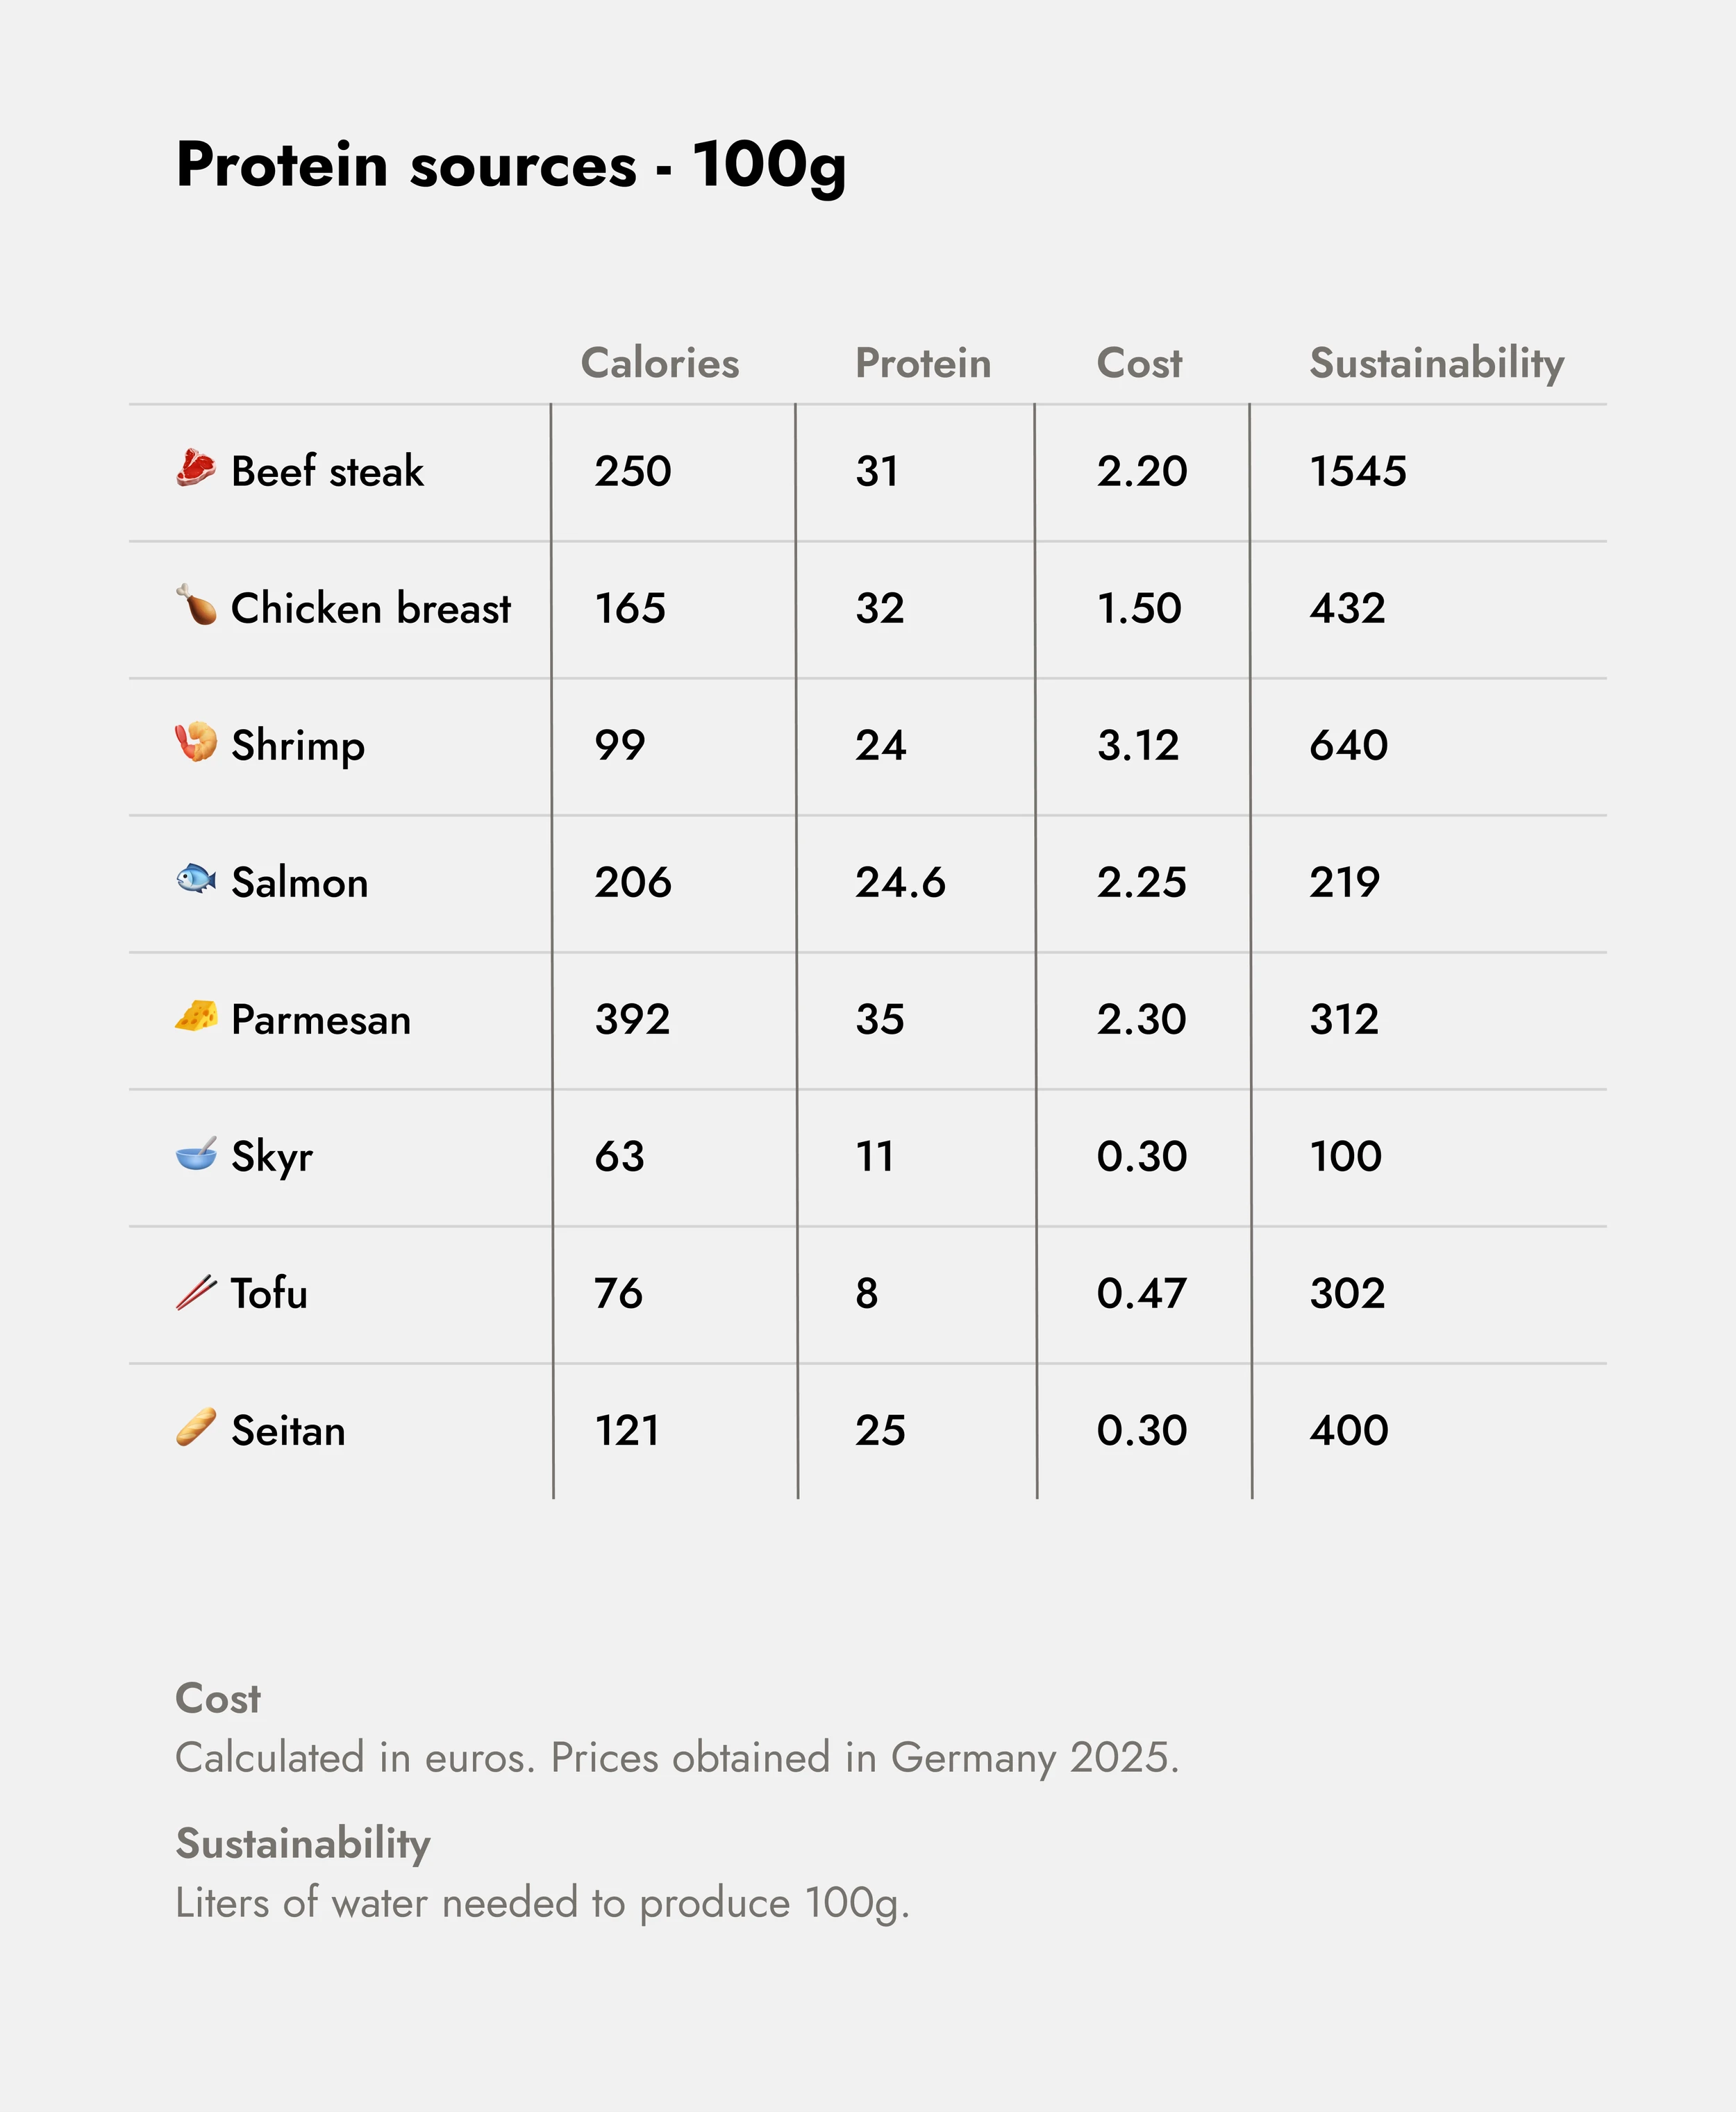 Protein sources - 100g
Calories Protein Cost Sustainability
Beef steak 250 31 2.20 1545
Chicken breast 165 32 1.50 432
Shrimp 99 24 3.12 640
Salmon 206 24.6 2.25 219
Parmesan 392 35 2.30 312
Skyr 63 11 0.30 100
Tofu 76 8 0.47 302
Seitan 121 25 0.30 400
Cost
Calculated in euros. Prices obtained in Germany 2025.
Sustainability
Liters of water needed to produce 100g.